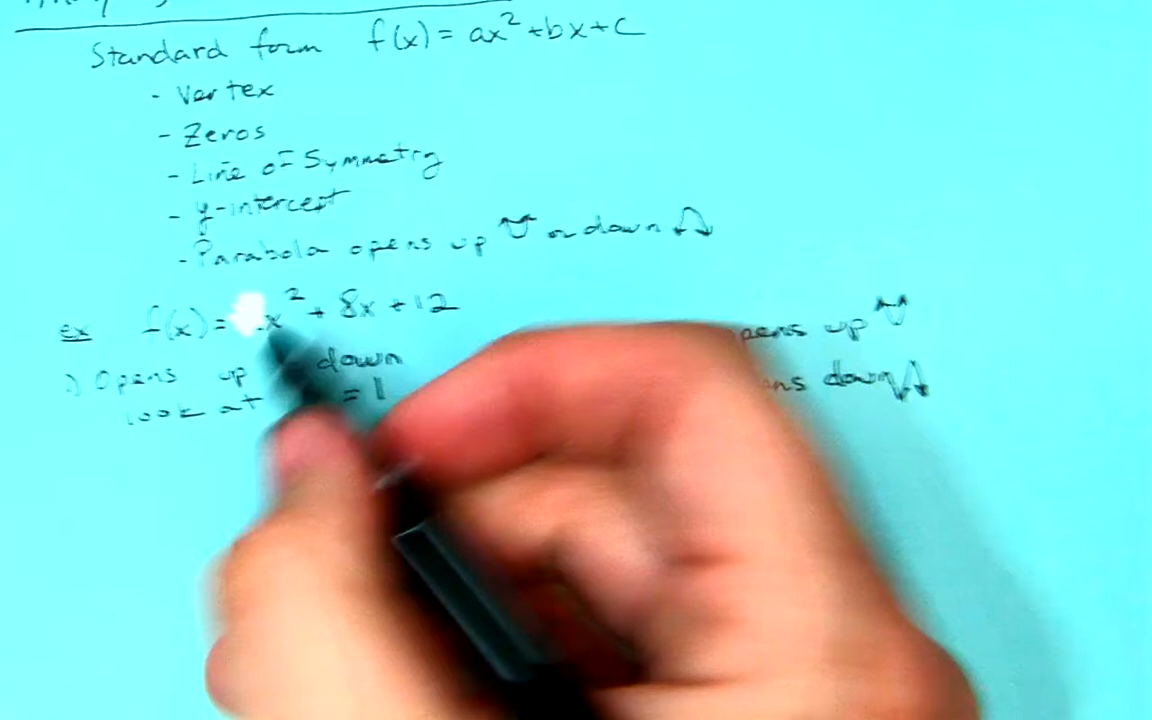 Standard form f(x) = ax² + bx + c
- Vertex
- Zeros
- Line of Symmetry
- y-intercept
- Parabola opens up or down
ex f(x) = x² + 8x + 12
opens up
1) Opens up down
ns down
look at = 1